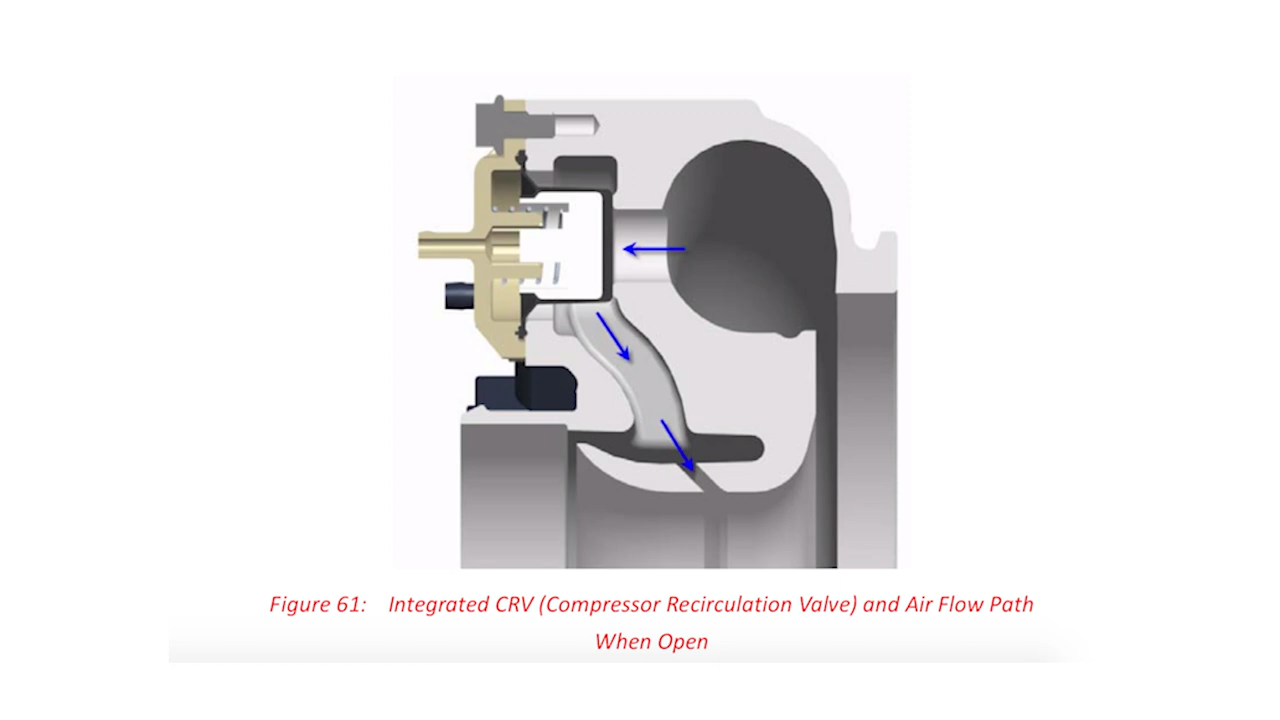 Figure 61: Integrated CRV (Compressor Recirculation Valve) and Air Flow Path
When Open